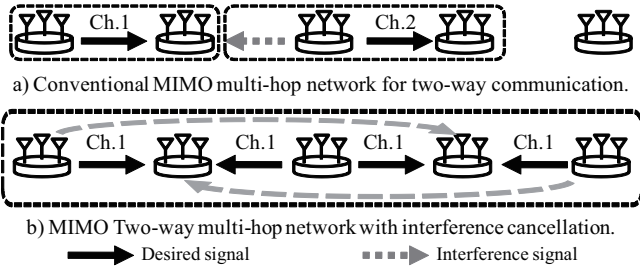 Ch.1 Ch.2
a) Conventional MIMO multi-hop network for two-way communication.
Ch.1 Ch.1 Ch.1 Ch.1
b) MIMO Two-way multi-hop network with interference cancellation.
Desired signal Interference signal